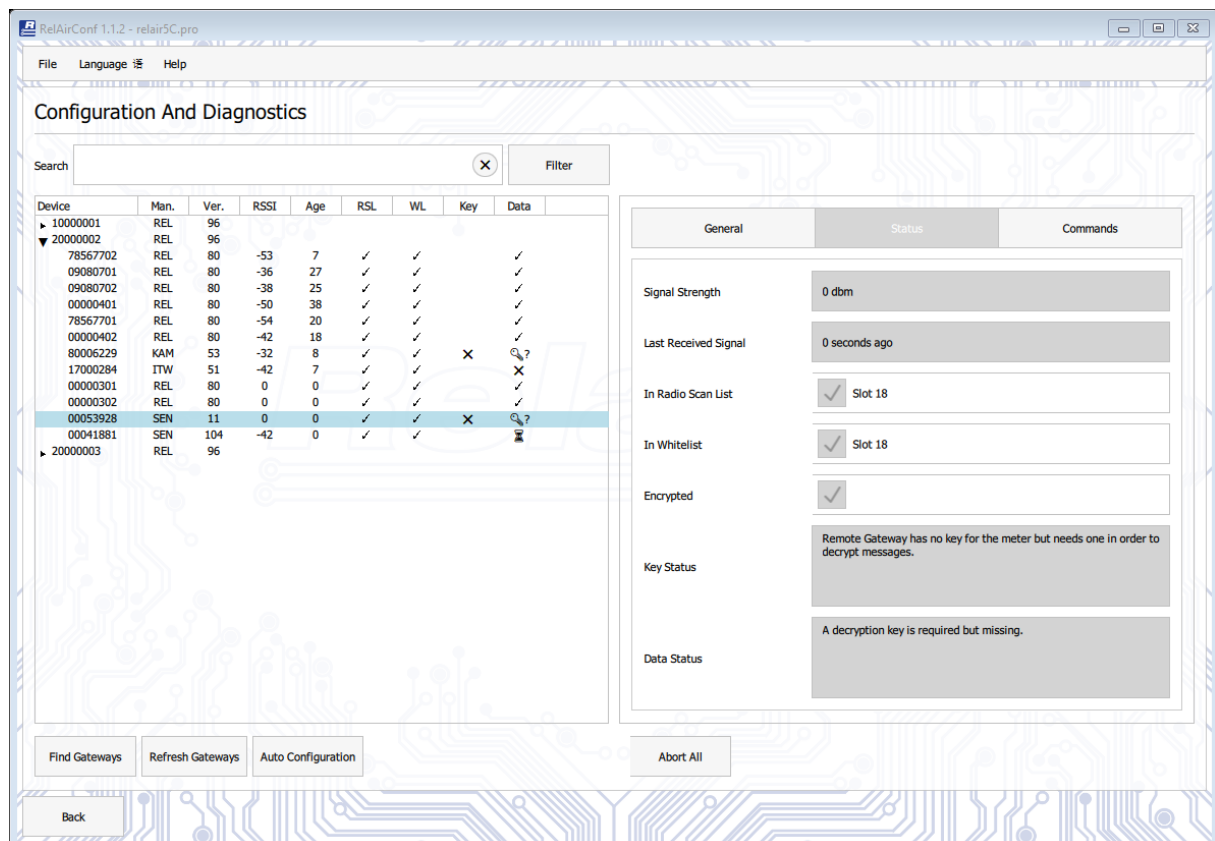 RelAirConf 1.1.2 - relair5C.pro
File Language 语 Help
Configuration And Diagnostics
Search Filter
Device Man. Ver. RSSI Age RSL WL Key Data
10000001 REL 96
20000002 REL 96
78567702 REL 80 -53 7 ✓ ✓ ✓
09080701 REL 80 -36 27 ✓ ✓ ✓
09080702 REL 80 -38 25 ✓ ✓ ✓
00000401 REL 80 -50 38 ✓ ✓ ✓
78567701 REL 80 -54 20 ✓ ✓ ✓
00000402 REL 80 -42 18 ✓ ✓ ✓
80006229 KAM 53 -32 8 ✓ ✓ ✕ ?
17000284 ITW 51 -42 7 ✓ ✓ ✕
00000301 REL 80 0 0 ✓ ✓ ✓
00000302 REL 80 0 0 ✓ ✓ ✓
00053928 SEN 11 0 0 ✓ ✓ ✕ ?
00041881 SEN 104 -42 0 ✓ ✓
20000003 REL 96
General Status Commands
Signal Strength 0 dbm
Last Received Signal 0 seconds ago
In Radio Scan List Slot 18
In Whitelist Slot 18
Encrypted
Key Status
Remote Gateway has no key for the meter but needs one in order to
decrypt messages.
Data Status
A decryption key is required but missing.
Find Gateways Refresh Gateways Auto Configuration Abort All
Back